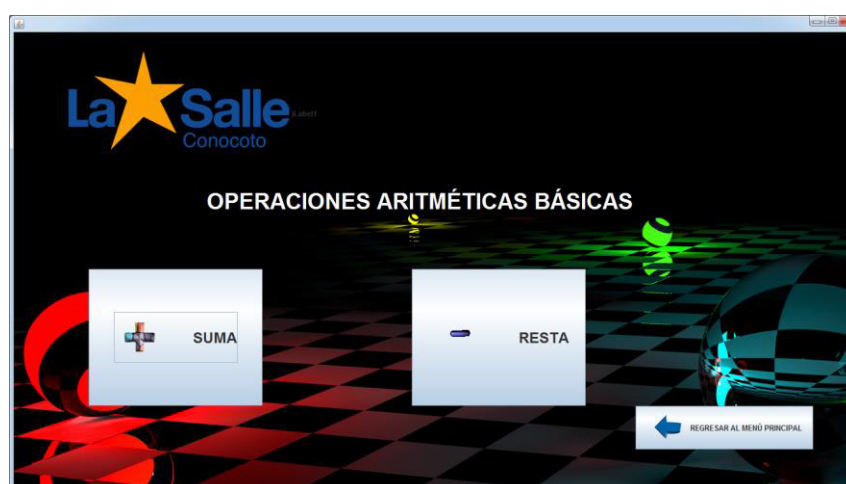 La Salle
Conocoto
OPERACIONES ARITMÉTICAS BÁSICAS
SUMA
RESTA
REGRESAR AL MENÚ PRINCIPAL